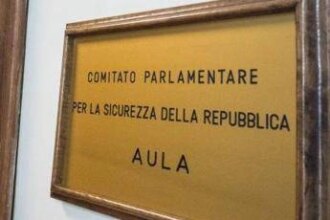 COMITATO PARLAMENTARE
PER LA SICUREZZA DELLA REPUBBLICA
AULA